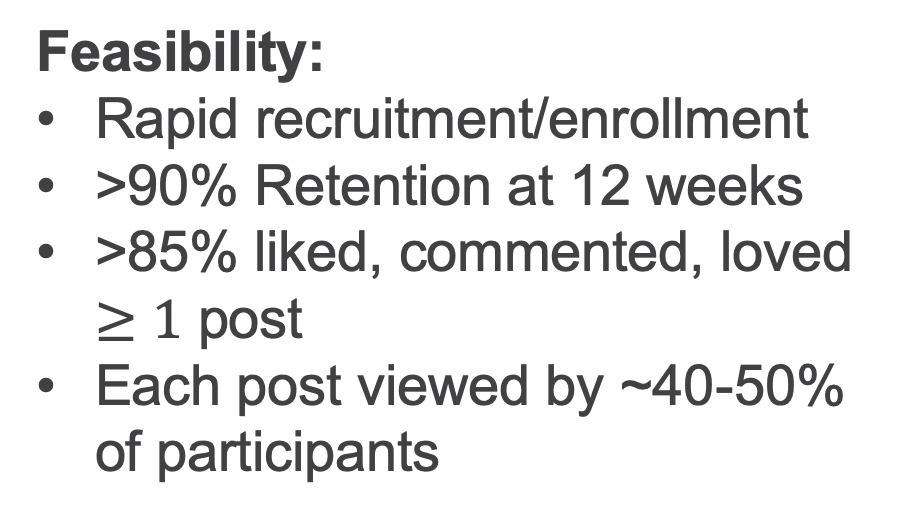 Feasibility:
• Rapid recruitment/enrollment
• >90% Retention at 12 weeks
• >85% liked, commented, loved
≥ 1 post
• Each post viewed by ~40-50%
of participants